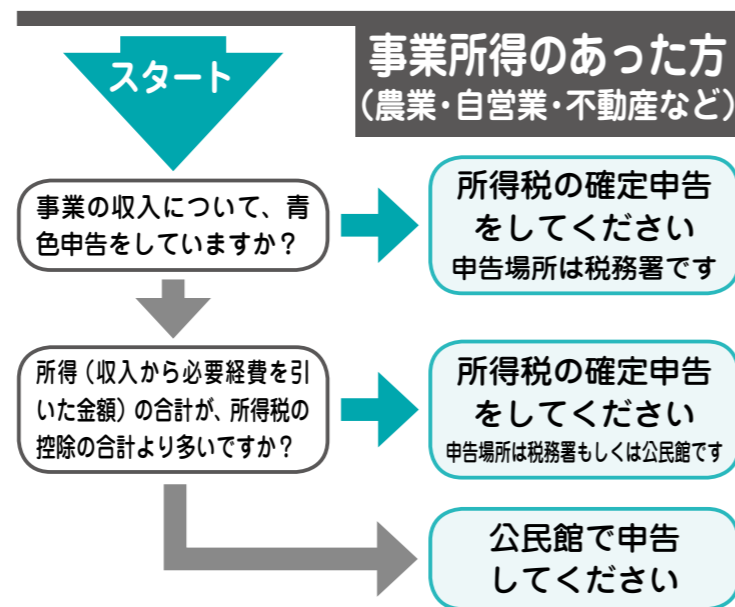 スタート
事業所得のあった方
（農業・自営業・不動産など）
事業の収入について、青
色申告をしていますか？
所得税の確定申告
をしてください
申告場所は税務署です
所得（収入から必要経費を引
いた金額）の合計が、所得税の
控除の合計より多いですか？
所得税の確定申告
をしてください
申告場所は税務署もしくは公民館です
公民館で申告
してください